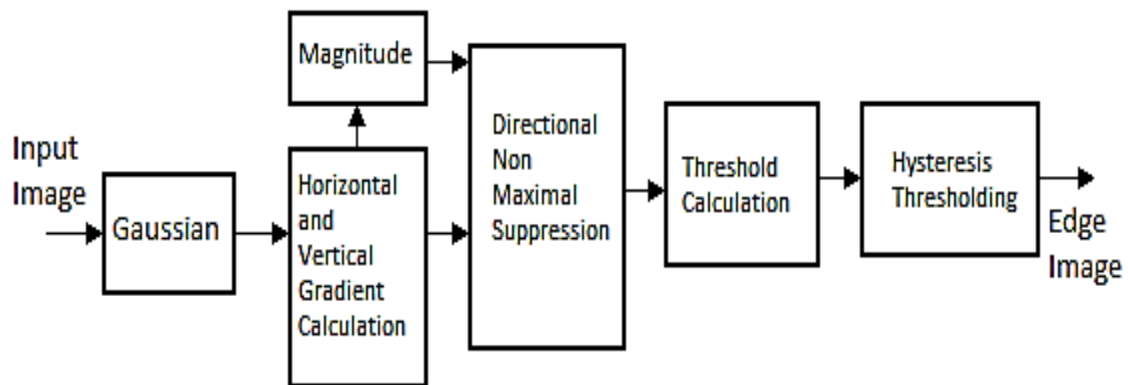 Input
Image
Gaussian
Magnitude
Horizontal
and
Vertical
Gradient
Calculation
Directional
Non
Maximal
Suppression
Threshold
Calculation
Hysteresis
Thresholding
Edge
Image